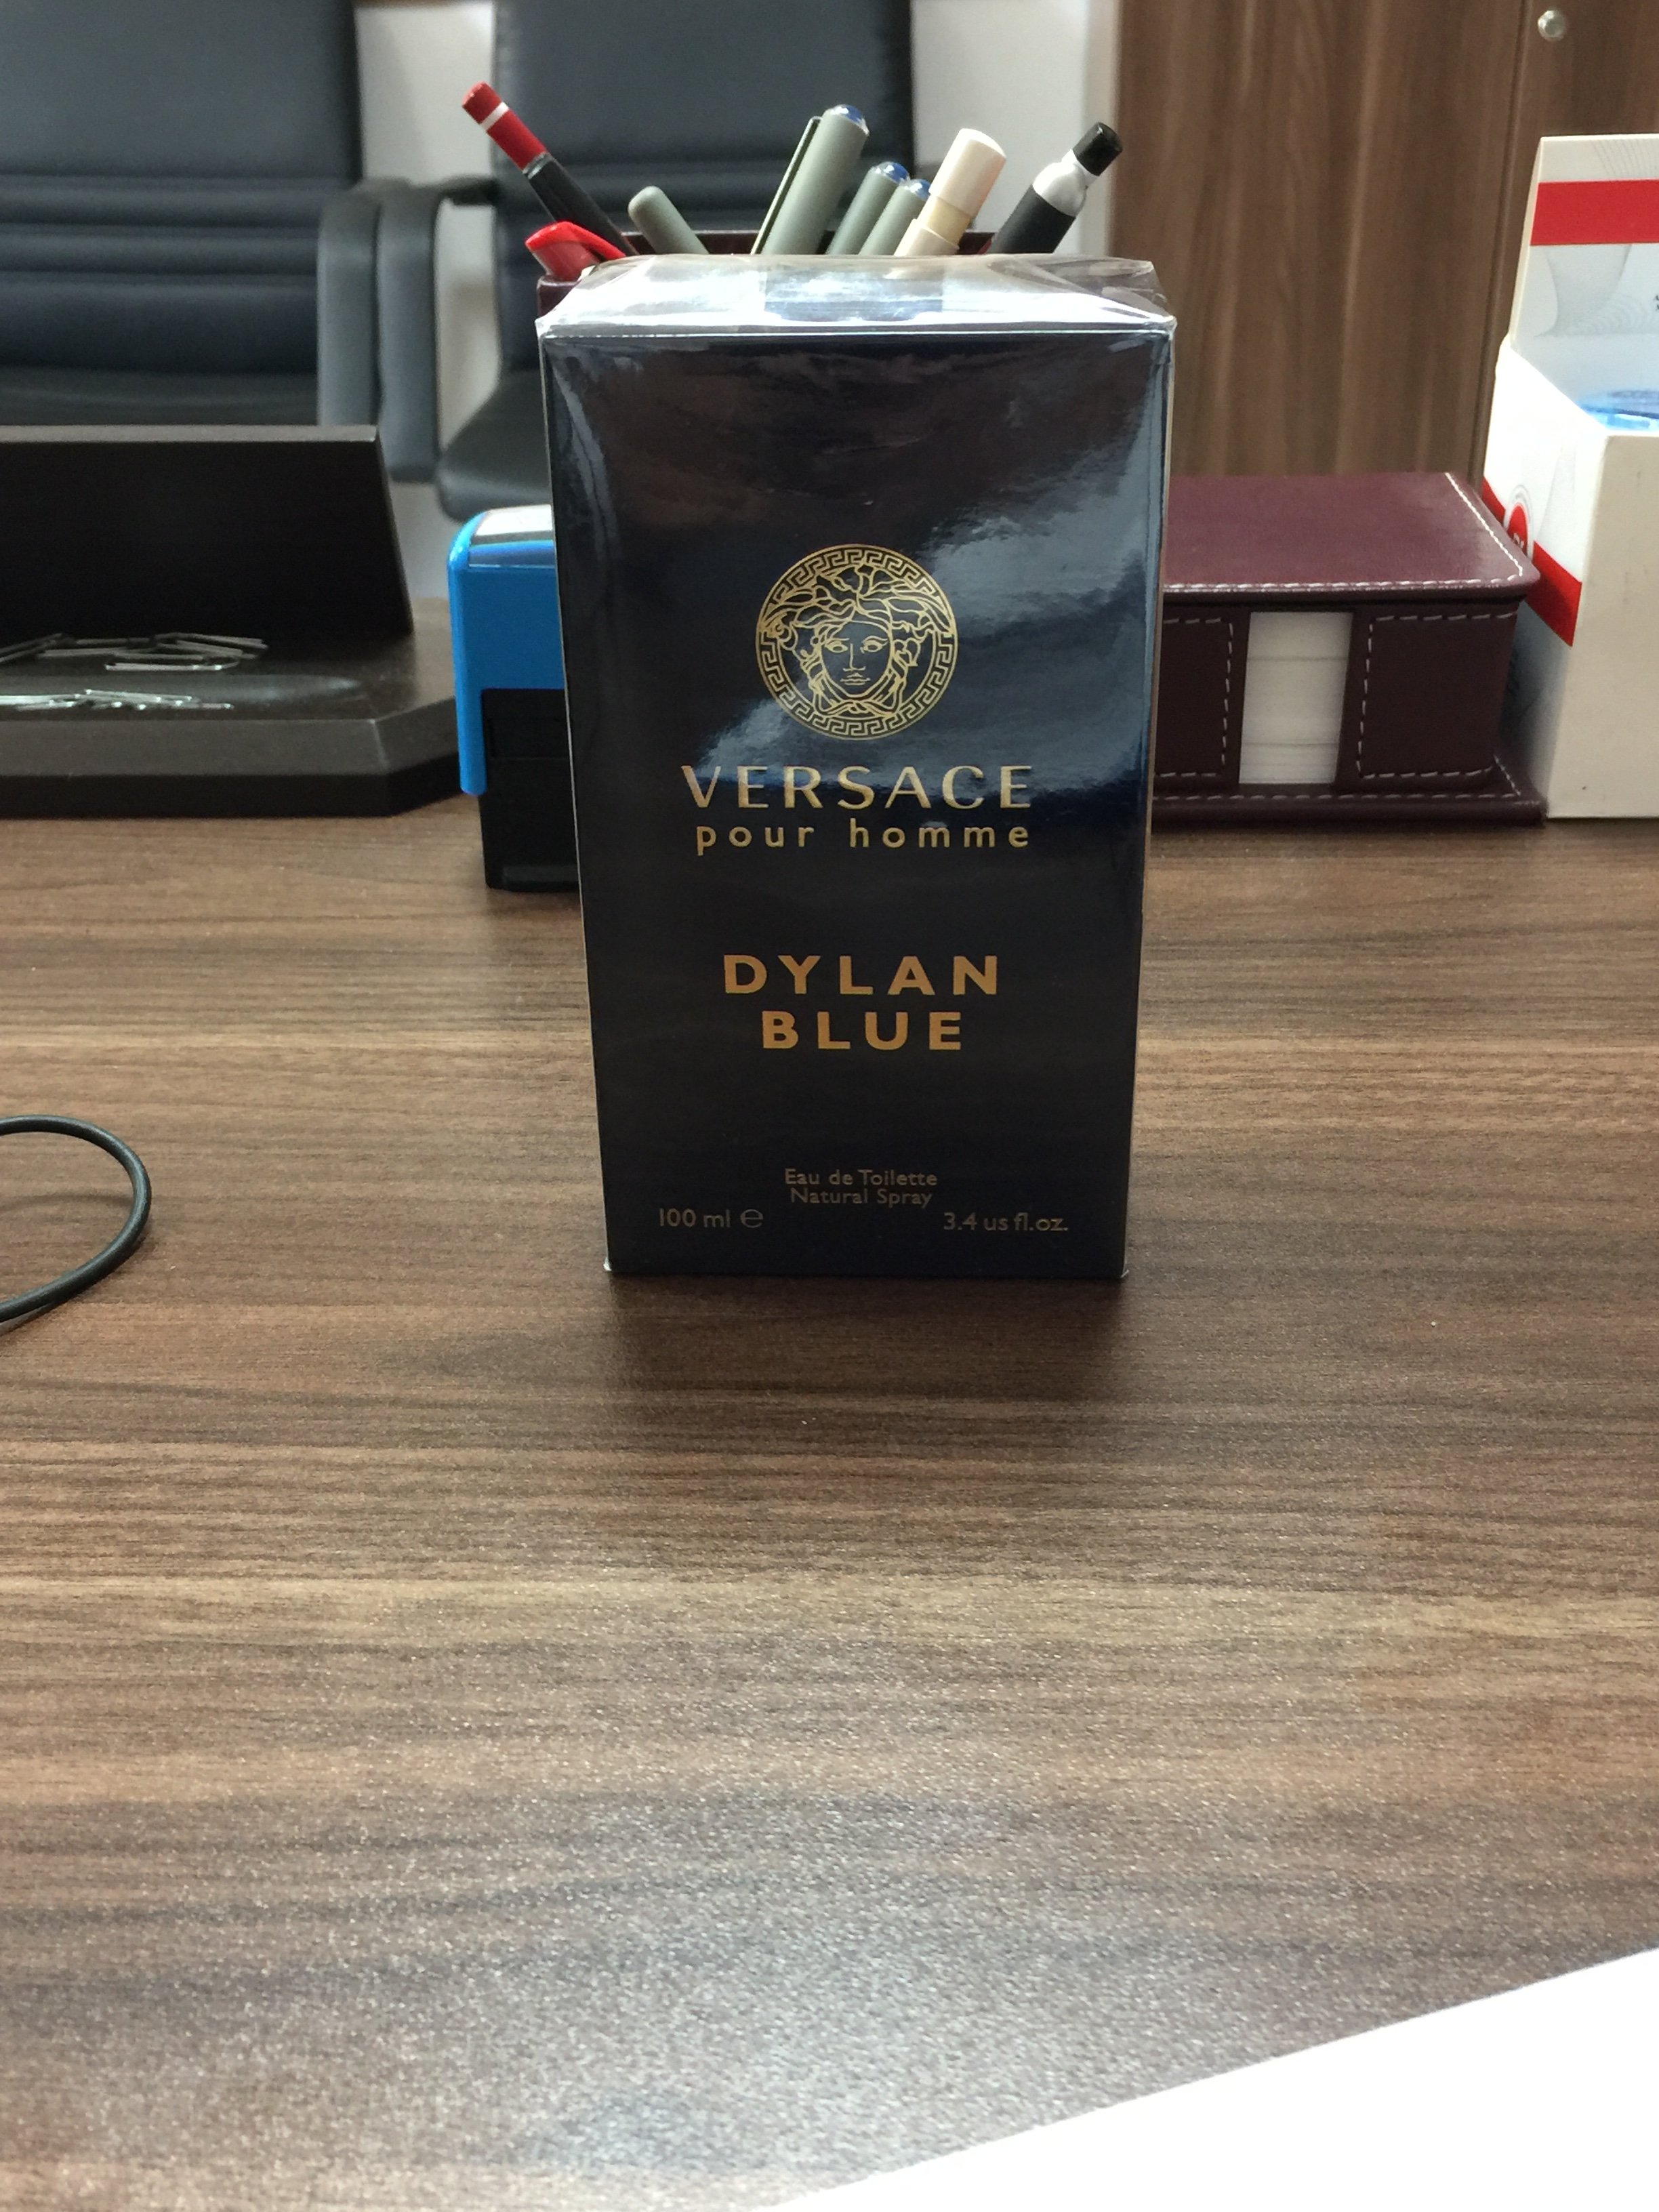 VERSACE
pour homme
DYLAN
BLUE
Eau de Toilette
Natural Spray
100 ml ℮
3.4 us fl.oz.